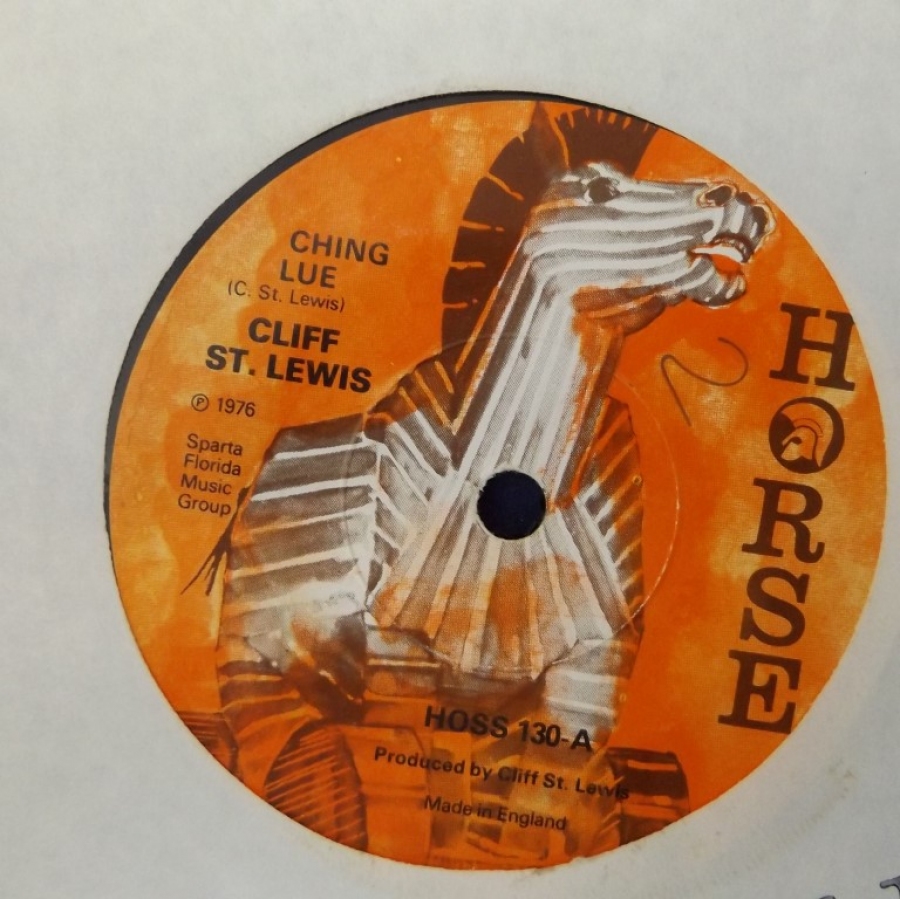 CHING
LUE
(C. St. Lewis)
CLIFF
ST. LEWIS
℗ 1976
Sparta
Florida
Music
Group
HORSE
HOSS 130-A
Produced by Cliff St. Lewis
Made in England